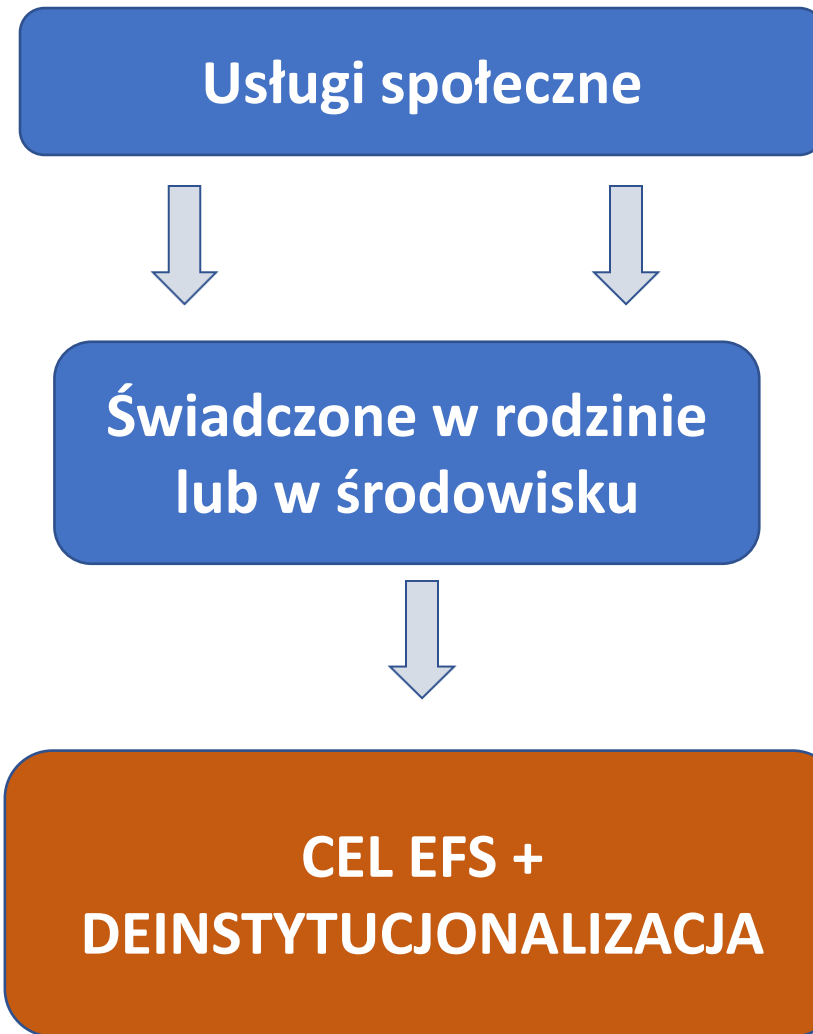 Usługi społeczne
Świadczone w rodzinie
lub w środowisku
CEL EFS +
DEINSTYTUCJONALIZACJA